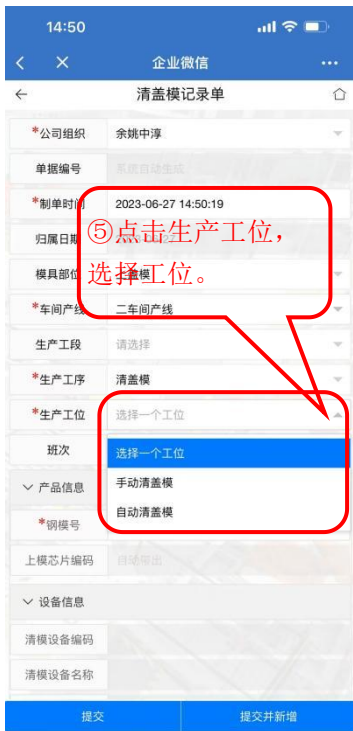 14:50
企业微信
清盖模记录单
*公司组织 余姚中淳
单据编号 系统自动生成
*制单时间 2023-06-27 14:50:19
归属日期
⑤点击生产工位，
选择工位。
模具部位 上盖模
*车间产线 二车间产线
生产工段 请选择
*生产工序 清盖模
*生产工位 选择一个工位
班次 选择一个工位
手动清盖模
自动清盖模
产品信息
*钢模号
上模芯片编码 自动带出
设备信息
清模设备编码
清模设备名称
提交 提交并新增